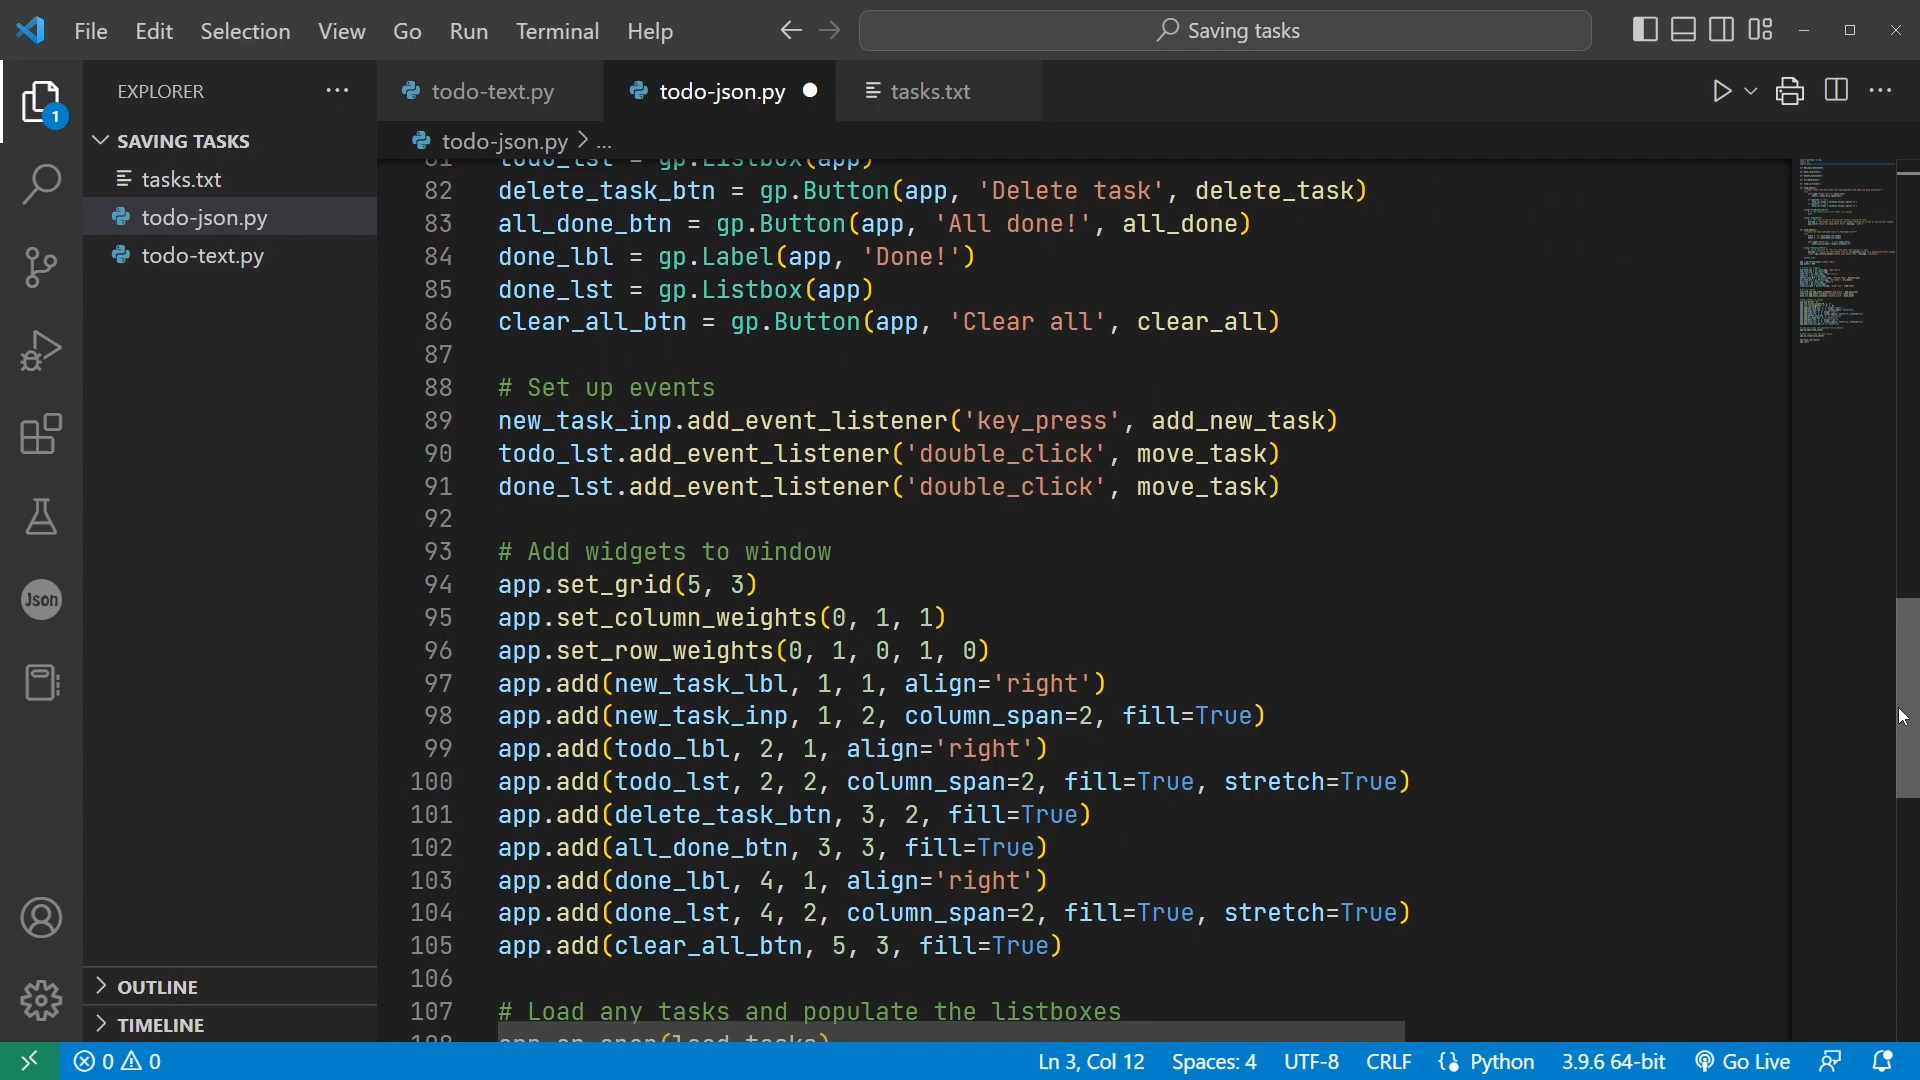 File Edit Selection View Go Run Terminal Help
Saving tasks
EXPLORER
1
todo-text.py
todo-json.py
tasks.txt
SAVING TASKS
tasks.txt
todo-json.py
todo-text.py
Json
OUTLINE
TIMELINE
todo-json.py > ...
81 todo_lst = gp.Listbox(app)
82 delete_task_btn = gp.Button(app, 'Delete task', delete_task)
83 all_done_btn = gp.Button(app, 'All done!', all_done)
84 done_lbl = gp.Label(app, 'Done!')
85 done_lst = gp.Listbox(app)
86 clear_all_btn = gp.Button(app, 'Clear all', clear_all)
87
88 # Set up events
89 new_task_inp.add_event_listener('key_press', add_new_task)
90 todo_lst.add_event_listener('double_click', move_task)
91 done_lst.add_event_listener('double_click', move_task)
92
93 # Add widgets to window
94 app.set_grid(5, 3)
95 app.set_column_weights(0, 1, 1)
96 app.set_row_weights(0, 1, 0, 1, 0)
97 app.add(new_task_lbl, 1, 1, align='right')
98 app.add(new_task_inp, 1, 2, column_span=2, fill=True)
99 app.add(todo_lbl, 2, 1, align='right')
100 app.add(todo_lst, 2, 2, column_span=2, fill=True, stretch=True)
101 app.add(delete_task_btn, 3, 2, fill=True)
102 app.add(all_done_btn, 3, 3, fill=True)
103 app.add(done_lbl, 4, 1, align='right')
104 app.add(done_lst, 4, 2, column_span=2, fill=True, stretch=True)
105 app.add(clear_all_btn, 5, 3, fill=True)
106
107 # Load any tasks and populate the listboxes
108 app.on_open(load_tasks)
0 0
Ln 3, Col 12 Spaces: 4 UTF-8 CRLF Python 3.9.6 64-bit Go Live